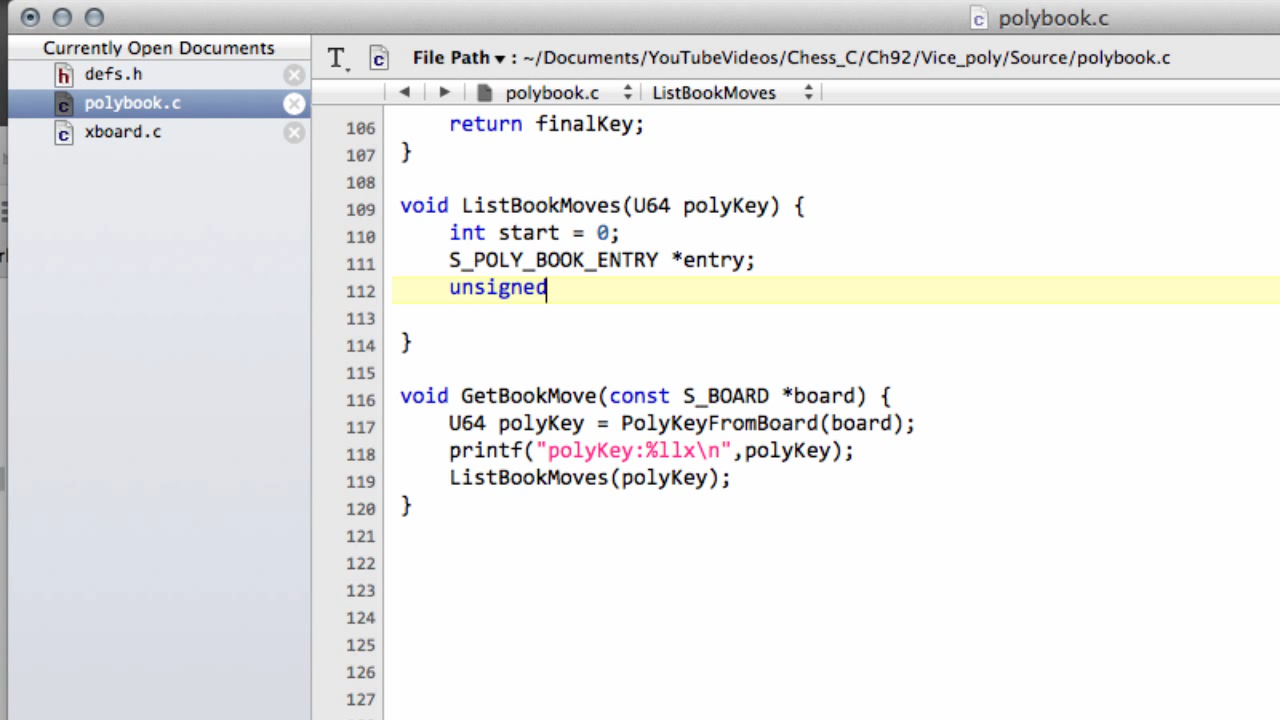 polybook.c
Currently Open Documents
defs.h
polybook.c
xboard.c
File Path ▾ : ~/Documents/YouTubeVideos/Chess_C/Ch92/Vice_poly/Source/polybook.c
polybook.c ListBookMoves
106 return finalKey;
107 }
108
109 void ListBookMoves(U64 polyKey) {
110 int start = 0;
111 S_POLY_BOOK_ENTRY *entry;
112 unsigned
113
114 }
115
116 void GetBookMove(const S_BOARD *board) {
117 U64 polyKey = PolyKeyFromBoard(board);
118 printf("polyKey:%llx\n",polyKey);
119 ListBookMoves(polyKey);
120 }
121
122
123
124
125
126
127